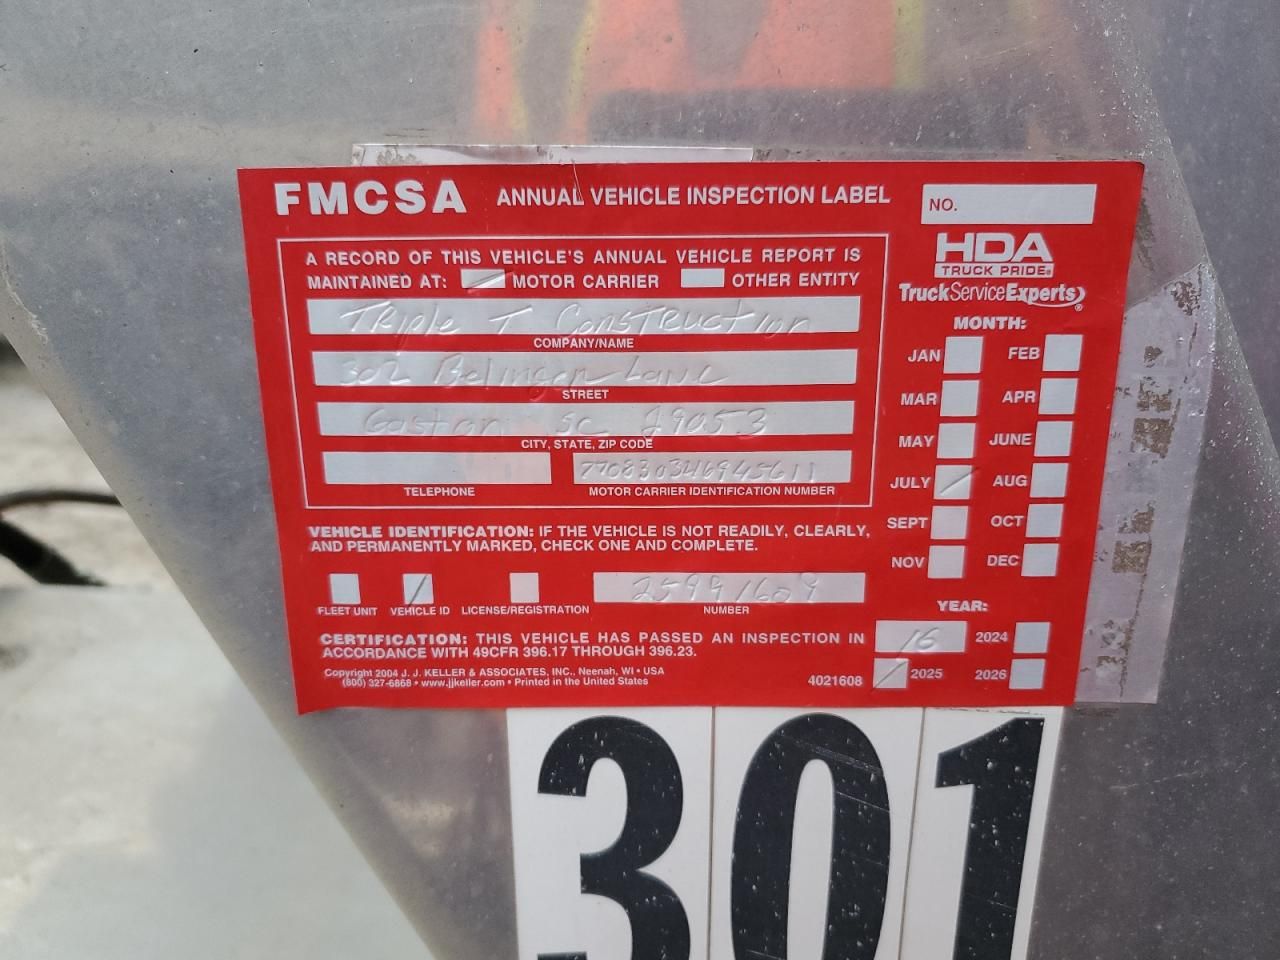 FMCSA ANNUAL VEHICLE INSPECTION LABEL
NO.
HDA
TRUCK PRIDE®
TruckServiceExperts®
A RECORD OF THIS VEHICLE'S ANNUAL VEHICLE REPORT IS
MAINTAINED AT: MOTOR CARRIER OTHER ENTITY
Triple T Construction
COMPANY/NAME
302 Lane
STREET
Gaston SC 29053
CITY, STATE, ZIP CODE
TELEPHONE
MOTOR CARRIER IDENTIFICATION NUMBER
VEHICLE IDENTIFICATION: IF THE VEHICLE IS NOT READILY, CLEARLY,
AND PERMANENTLY MARKED, CHECK ONE AND COMPLETE.
FLEET UNIT VEHICLE ID LICENSE/REGISTRATION
25991609
NUMBER
CERTIFICATION: THIS VEHICLE HAS PASSED AN INSPECTION IN
ACCORDANCE WITH 49CFR 396.17 THROUGH 396.23.
Copyright 2004 J. J. KELLER & ASSOCIATES, INC., Neenah, WI • USA
(800) 327-6868 • www.jjkeller.com • Printed in the United States
4021608
MONTH:
JAN FEB
MAR APR
MAY JUNE
JULY AUG
SEPT OCT
NOV DEC
YEAR:
16 2024
2025 2026
301